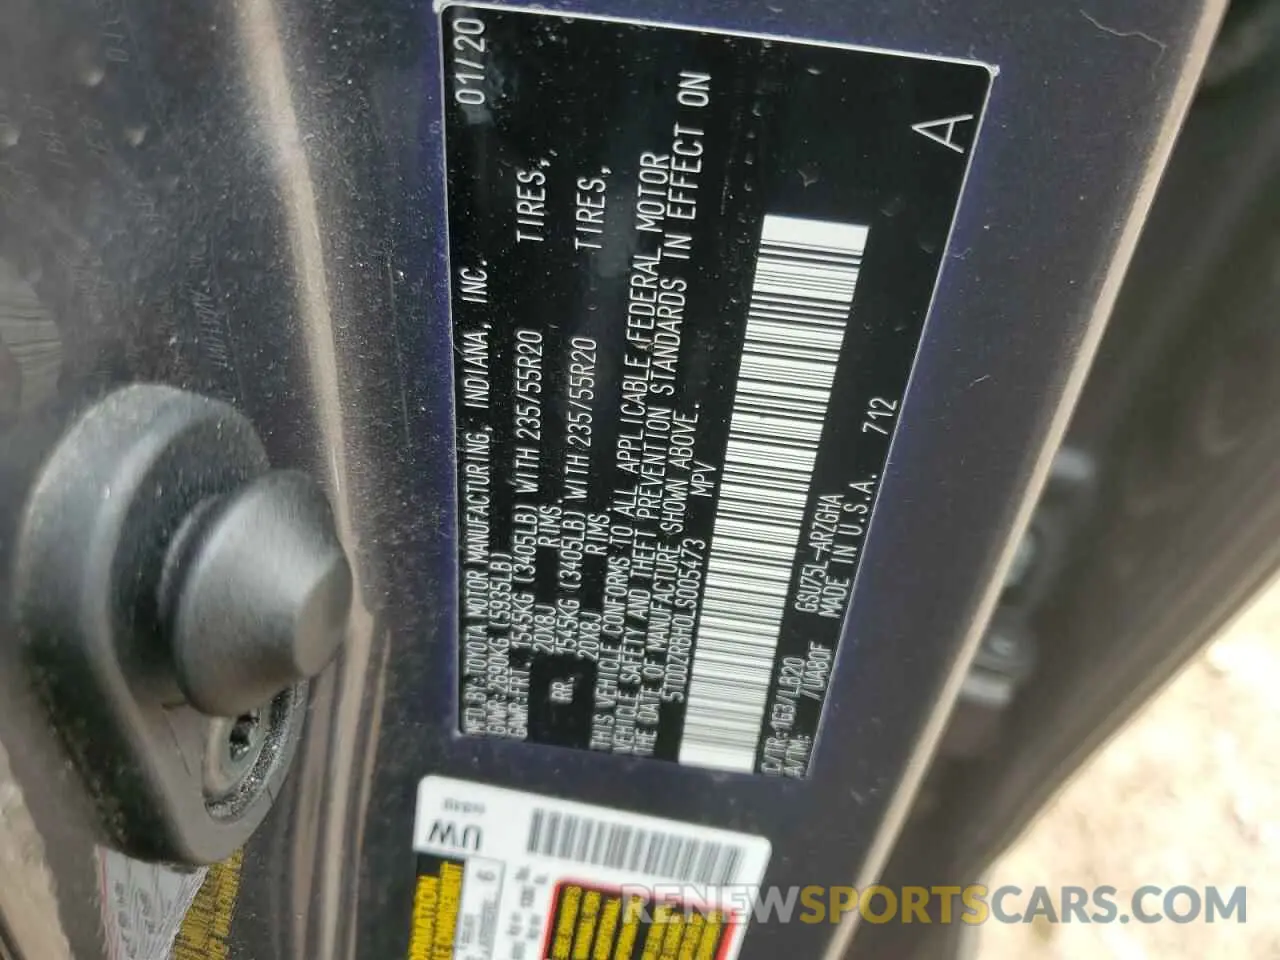 MFD.BY:TOYOTA MOTOR MANUFACTURING, INDIANA, INC. 01/20
GVWR:2690KG (5935LB)
GAWR:FRT. 1545KG (3405LB) WITH 235/55R20 TIRES.,
20X8J RIMS.
RR. 1545KG (3405LB) WITH 235/55R20 TIRES.,
20X8J RIMS.
THIS VEHICLE CONFORMS TO ALL APPLICABLE FEDERAL MOTOR
VEHICLE SAFETY AND THEFT PREVENTION STANDARDS IN EFFECT ON
THE DATE OF MANUFACTURE SHOWN ABOVE.
5TDDZRBH0LS005473 MPV
A
C/TR: 1G3/LB20 GSU75L-ARZGHA 712
A/TM: /UA80F MADE IN U.S.A.
UW
RENEWSPORTSCARS.COM